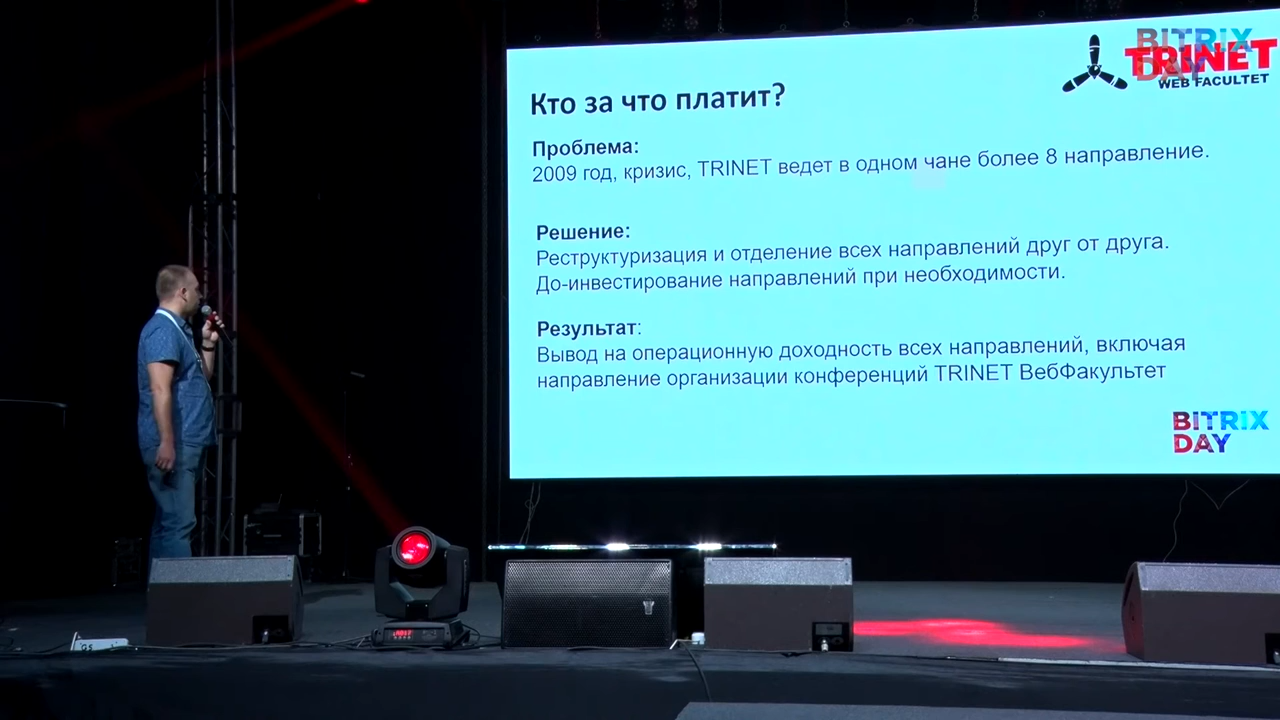 BITRIX
DAY
TRINET
WEB FACULTET
Кто за что платит?
Проблема:
2009 год, кризис, TRINET ведет в одном чане более 8 направление.
Решение:
Реструктуризация и отделение всех направлений друг от друга.
До-инвестирование направлений при необходимости.
Результат:
Вывод на операционную доходность всех направлений, включая
направление организации конференций TRINET ВебФакультет
BITRIX
DAY